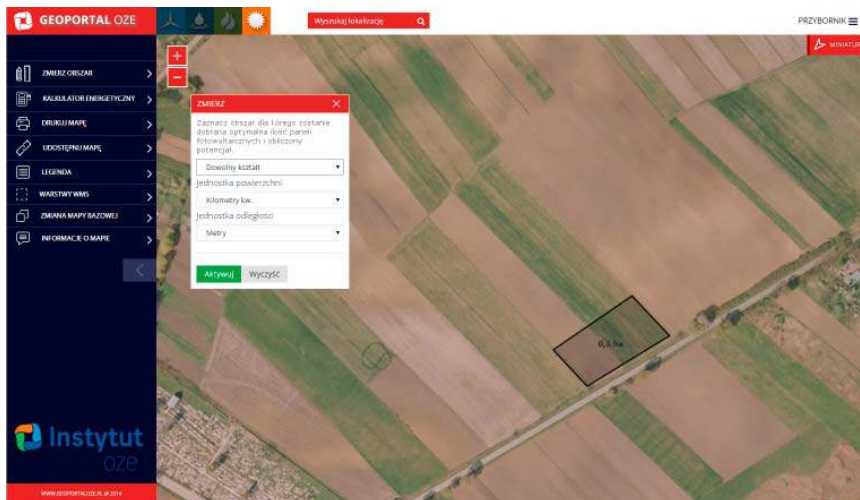 GEOPORTAL OZE
Wyszukaj lokalizację
PRZYBORNIK
MINIATUR
ZMIERZ OBSZAR
KALKULATOR ENERGETYCZNY
DRUKUJ MAPĘ
UDOSTĘPNIJ MAPĘ
LEGENDA
WARSTWY WMS
ZMIANA MAPY BAZOWEJ
INFORMACJE O MAPIE
ZMIERZ
Zaznacz obszar dla którego zostanie
dobrana optymalna ilość paneli
fotowoltaicznych i obliczony
potencjał.
Dowolny kształt
Jednostka powierzchni
Kilometry kw.
Jednostka odległości
Metry
Aktywuj Wyczyść
0,5 ha
Instytut
oze
WWW.GEOPORTALOZE.PL @ 2014